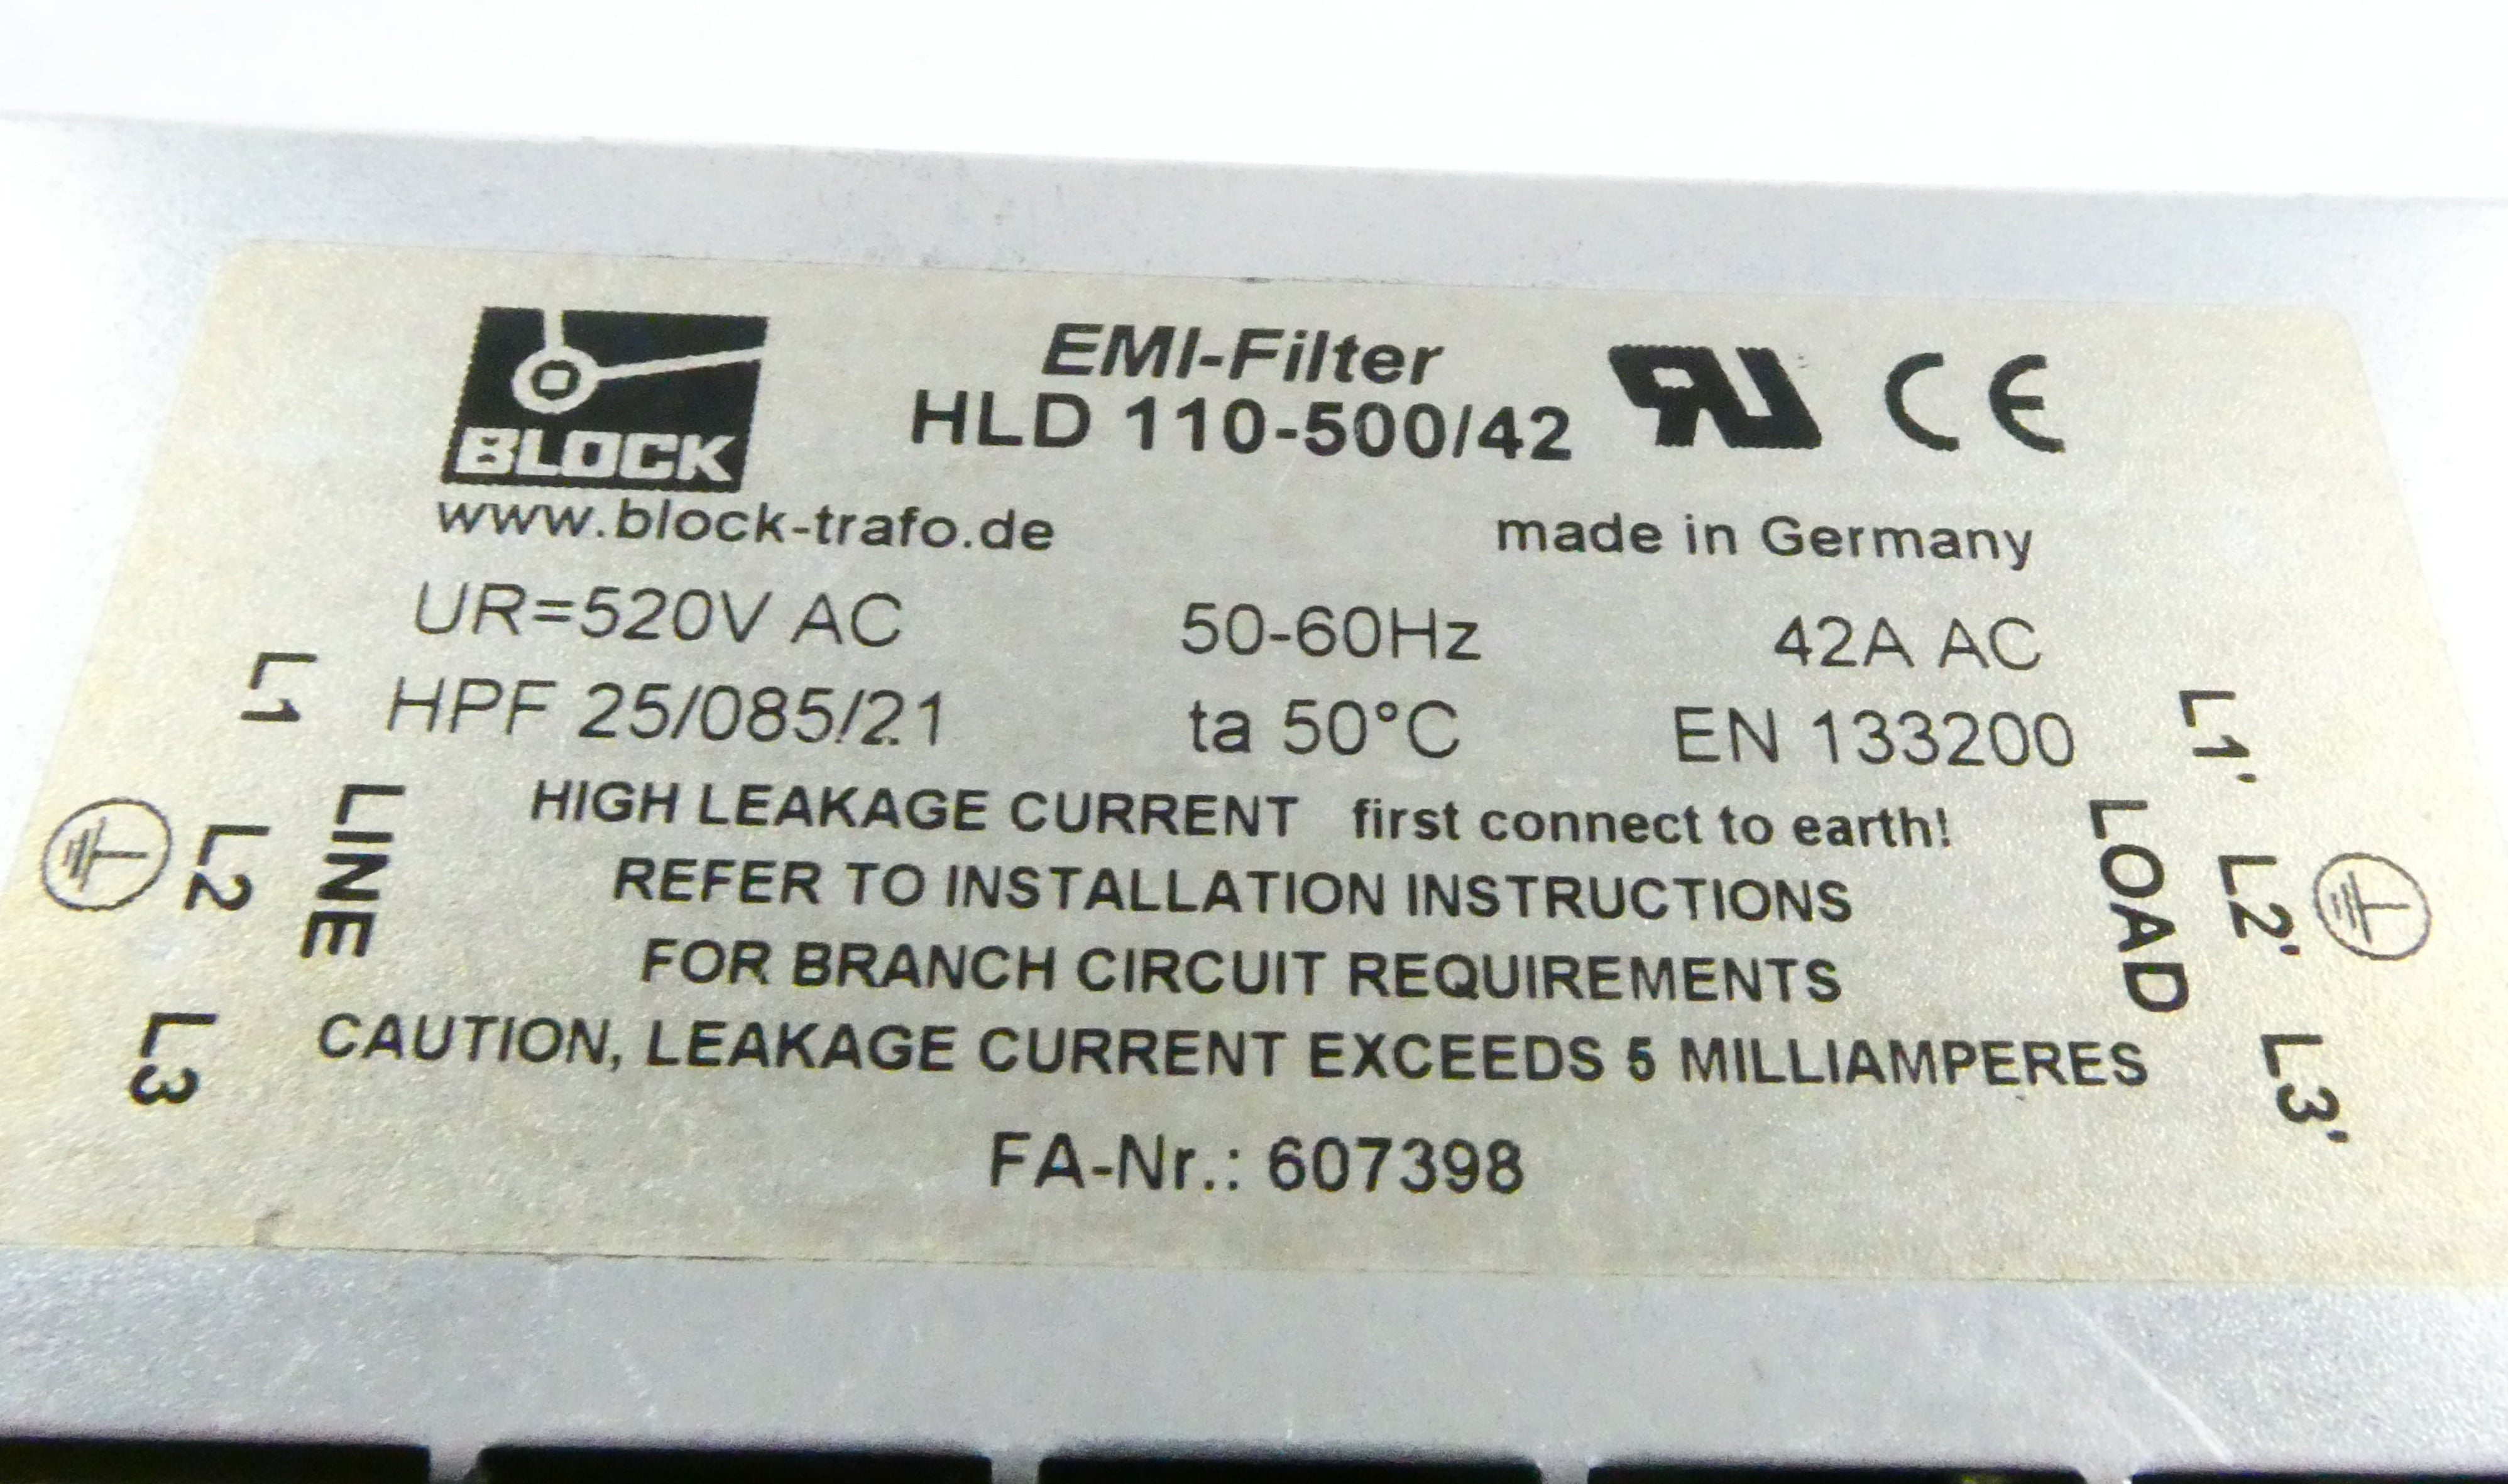 BLOCK
EMI-Filter
HLD 110-500/42
www.block-trafo.de
made in Germany
UR=520V AC 50-60Hz 42A AC
HPF 25/085/21 ta 50°C EN 133200
HIGH LEAKAGE CURRENT first connect to earth!
REFER TO INSTALLATION INSTRUCTIONS
FOR BRANCH CIRCUIT REQUIREMENTS
CAUTION, LEAKAGE CURRENT EXCEEDS 5 MILLIAMPERES
FA-Nr.: 607398
L1
L2
L3
LINE
LOAD
L1'
L2'
L3'